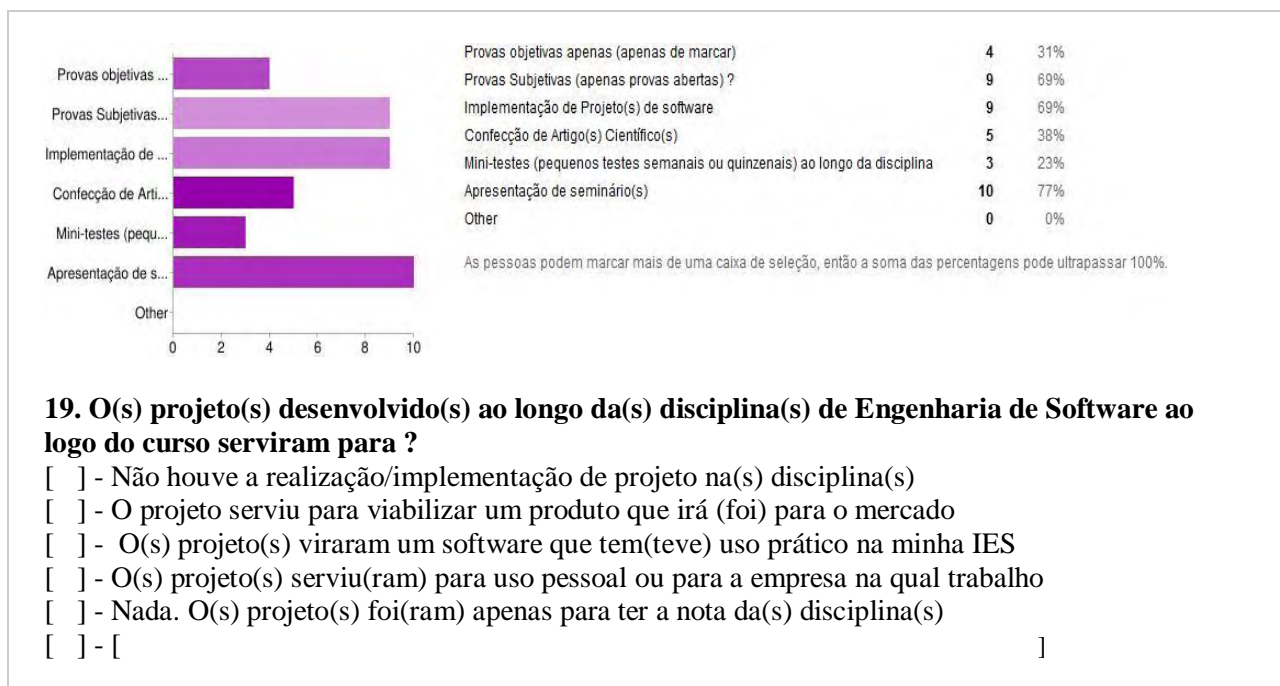 Provas objetivas ...
Provas Subjetivas...
Implementação de ...
Confecção de Arti...
Mini-testes (pequ...
Apresentação de s...
Other
0 2 4 6 8 10
Provas objetivas apenas (apenas de marcar) 4 31%
Provas Subjetivas (apenas provas abertas) ? 9 69%
Implementação de Projeto(s) de software 9 69%
Confecção de Artigo(s) Científico(s) 5 38%
Mini-testes (pequenos testes semanais ou quinzenais) ao longo da disciplina 3 23%
Apresentação de seminário(s) 10 77%
Other 0 0%
As pessoas podem marcar mais de uma caixa de seleção, então a soma das percentagens pode ultrapassar 100%.
19. O(s) projeto(s) desenvolvido(s) ao longo da(s) disciplina(s) de Engenharia de Software ao
logo do curso serviram para ?
[ ] - Não houve a realização/implementação de projeto na(s) disciplina(s)
[ ] - O projeto serviu para viabilizar um produto que irá (foi) para o mercado
[ ] - O(s) projeto(s) viraram um software que tem(teve) uso prático na minha IES
[ ] - O(s) projeto(s) serviu(ram) para uso pessoal ou para a empresa na qual trabalho
[ ] - Nada. O(s) projeto(s) foi(ram) apenas para ter a nota da(s) disciplina(s)
[ ] - [ ]